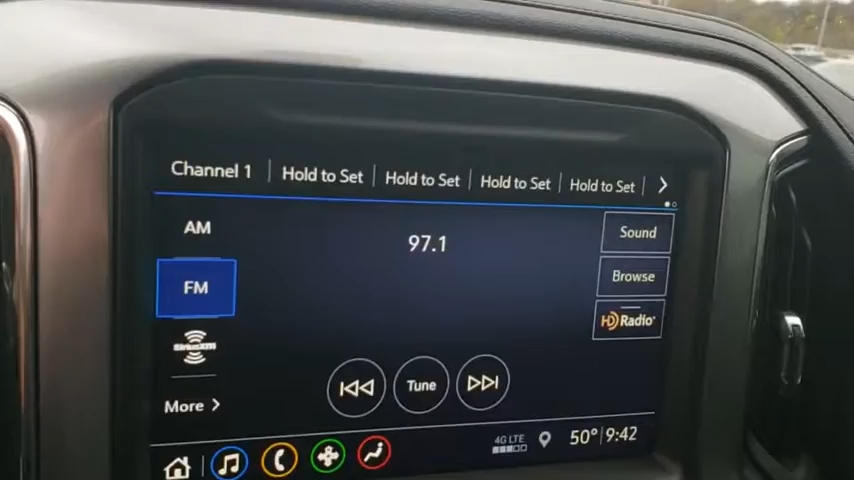 Channel 1 Hold to Set Hold to Set Hold to Set Hold to Set
AM
97.1
Sound
FM
Browse
HD Radio
SiriusXM
Tune
More
4G LTE
50° 9:42